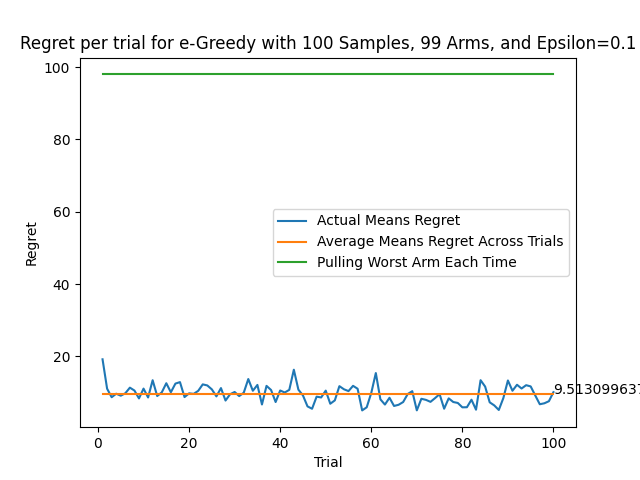 Regret per trial for e-Greedy with 100 Samples, 99 Arms, and Epsilon=0.1
100
80
60
40
20
Regret
Actual Means Regret
Average Means Regret Across Trials
Pulling Worst Arm Each Time
9.513099637
0
20
40
60
80
100
Trial